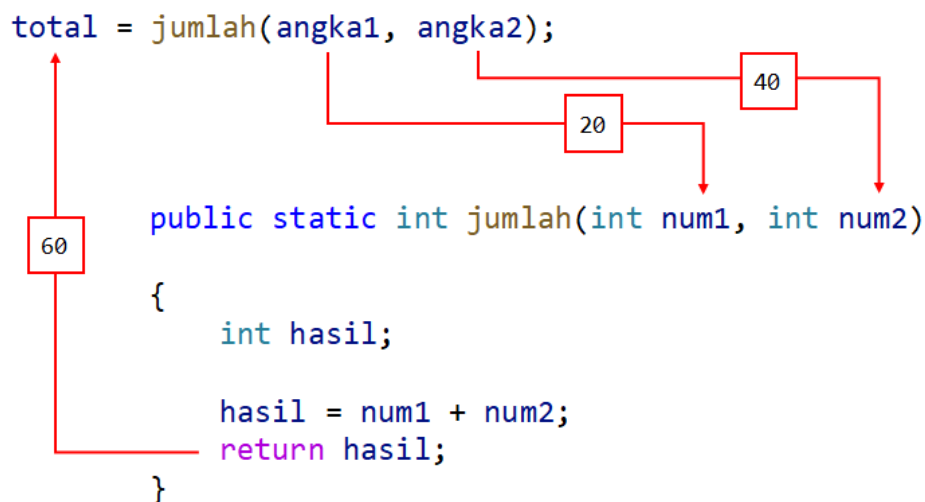 total = jumlah(angka1, angka2);
40
20
public static int jumlah(int num1, int num2)
60
{
int hasil;
hasil = num1 + num2;
return hasil;
}